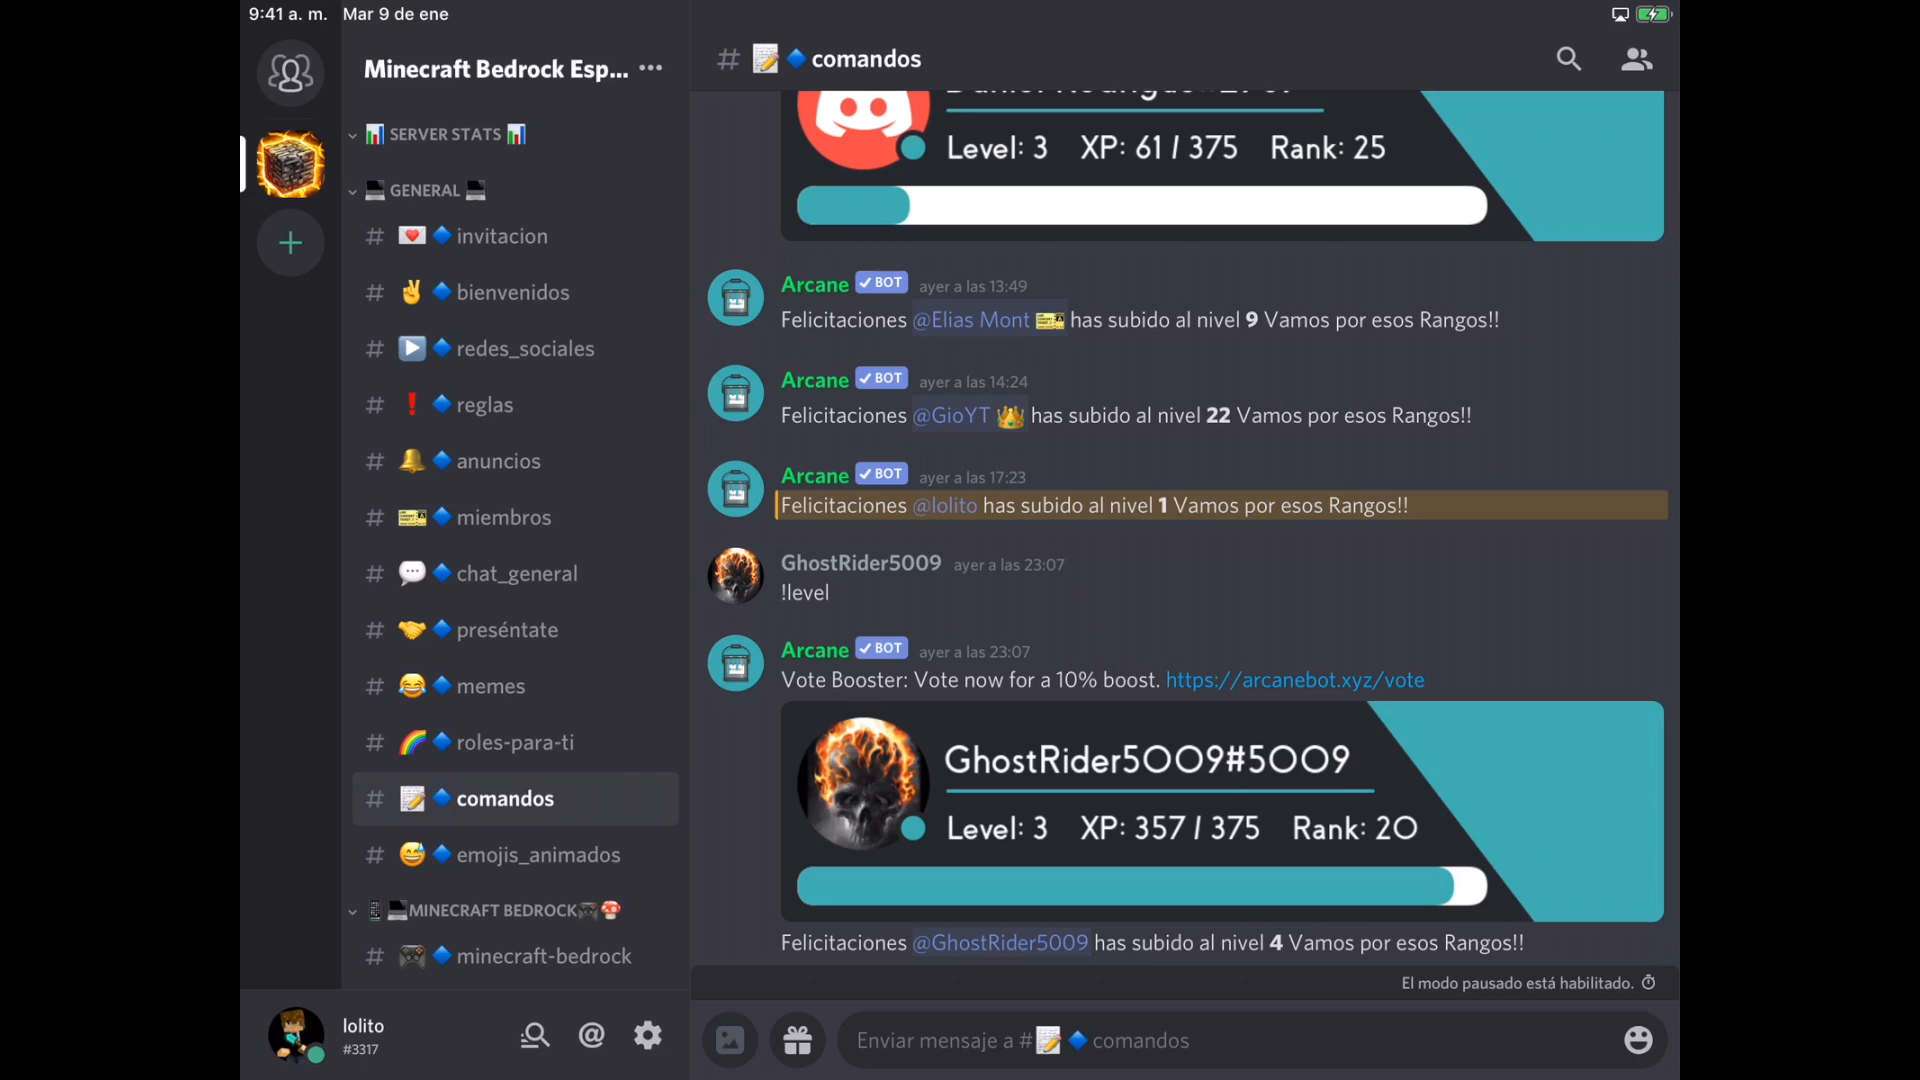 9:41 a. m. Mar 9 de ene
Minecraft Bedrock Esp...
SERVER STATS
GENERAL
# invitacion
# bienvenidos
# redes_sociales
# reglas
# anuncios
# miembros
# chat_general
# preséntate
# memes
# roles-para-ti
# comandos
# emojis_animados
MINECRAFT BEDROCK
# minecraft-bedrock
lolito
#3317
# comandos
Level: 3 XP: 61 / 375 Rank: 25
Arcane BOT ayer a las 13:49
Felicitaciones @Elias Mont has subido al nivel 9 Vamos por esos Rangos!!
Arcane BOT ayer a las 14:24
Felicitaciones @GioYT has subido al nivel 22 Vamos por esos Rangos!!
Arcane BOT ayer a las 17:23
Felicitaciones @lolito has subido al nivel 1 Vamos por esos Rangos!!
GhostRider5009 ayer a las 23:07
!level
Arcane BOT ayer a las 23:07
Vote Booster: Vote now for a 10% boost. https://arcanebot.xyz/vote
GhostRider5009#5009
Level: 3 XP: 357 / 375 Rank: 20
Felicitaciones @GhostRider5009 has subido al nivel 4 Vamos por esos Rangos!!
El modo pausado está habilitado.
Enviar mensaje a # comandos